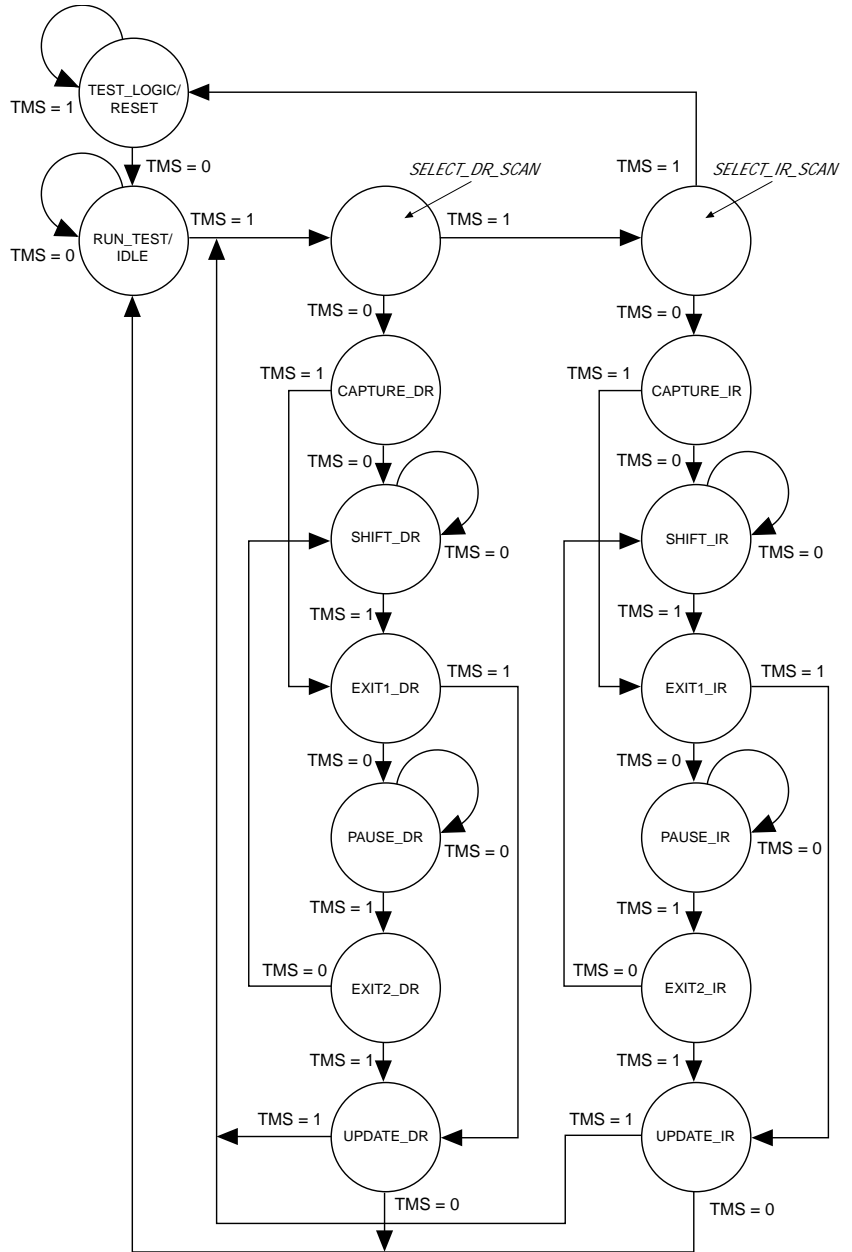 TEST_LOGIC/
RESET
TMS = 1
TMS = 0
SELECT_DR_SCAN
TMS = 1
SELECT_IR_SCAN
RUN_TEST/
IDLE
TMS = 0
TMS = 1
TMS = 1
TMS = 0
TMS = 0
TMS = 1
CAPTURE_DR
TMS = 1
CAPTURE_IR
TMS = 0
TMS = 0
SHIFT_DR
TMS = 0
SHIFT_IR
TMS = 0
TMS = 1
TMS = 1
EXIT1_DR
TMS = 1
EXIT1_IR
TMS = 1
TMS = 0
TMS = 0
PAUSE_DR
TMS = 0
PAUSE_IR
TMS = 0
TMS = 1
TMS = 1
TMS = 0
EXIT2_DR
TMS = 0
EXIT2_IR
TMS = 1
TMS = 1
TMS = 1
UPDATE_DR
TMS = 1
UPDATE_IR
TMS = 0
TMS = 0